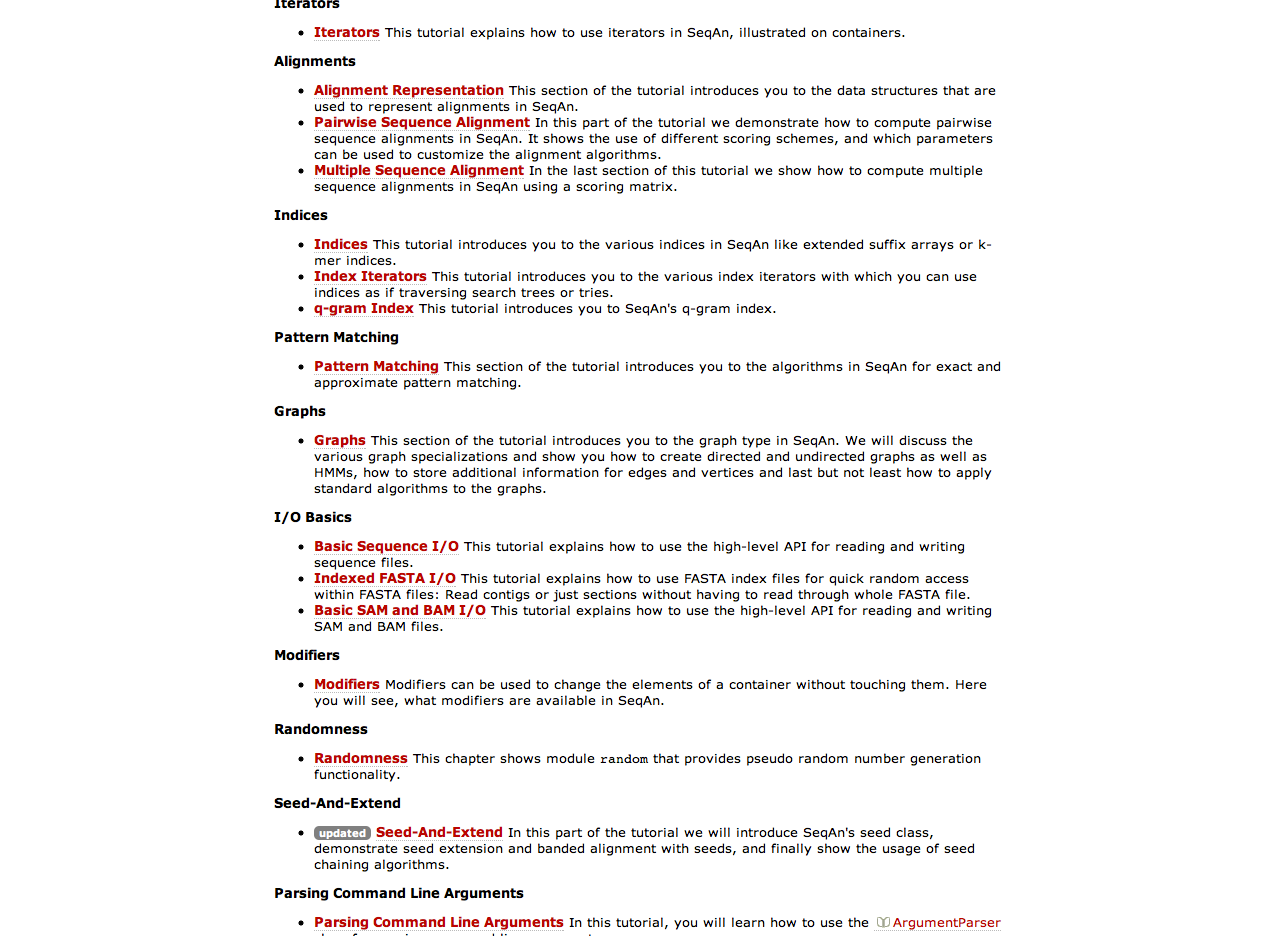 Iterators
Iterators This tutorial explains how to use iterators in SeqAn, illustrated on containers.
Alignments
Alignment Representation This section of the tutorial introduces you to the data structures that are
used to represent alignments in SeqAn.
Pairwise Sequence Alignment In this part of the tutorial we demonstrate how to compute pairwise
sequence alignments in SeqAn. It shows the use of different scoring schemes, and which parameters
can be used to customize the alignment algorithms.
Multiple Sequence Alignment In the last section of this tutorial we show how to compute multiple
sequence alignments in SeqAn using a scoring matrix.
Indices
Indices This tutorial introduces you to the various indices in SeqAn like extended suffix arrays or k-
mer indices.
Index Iterators This tutorial introduces you to the various index iterators with which you can use
indices as if traversing search trees or tries.
q-gram Index This tutorial introduces you to SeqAn's q-gram index.
Pattern Matching
Pattern Matching This section of the tutorial introduces you to the algorithms in SeqAn for exact and
approximate pattern matching.
Graphs
Graphs This section of the tutorial introduces you to the graph type in SeqAn. We will discuss the
various graph specializations and show you how to create directed and undirected graphs as well as
HMMs, how to store additional information for edges and vertices and last but not least how to apply
standard algorithms to the graphs.
I/O Basics
Basic Sequence I/O This tutorial explains how to use the high-level API for reading and writing
sequence files.
Indexed FASTA I/O This tutorial explains how to use FASTA index files for quick random access
within FASTA files: Read contigs or just sections without having to read through whole FASTA file.
Basic SAM and BAM I/O This tutorial explains how to use the high-level API for reading and writing
SAM and BAM files.
Modifiers
Modifiers Modifiers can be used to change the elements of a container without touching them. Here
you will see, what modifiers are available in SeqAn.
Randomness
Randomness This chapter shows module random that provides pseudo random number generation
functionality.
Seed-And-Extend
updated Seed-And-Extend In this part of the tutorial we will introduce SeqAn's seed class,
demonstrate seed extension and banded alignment with seeds, and finally show the usage of seed
chaining algorithms.
Parsing Command Line Arguments
Parsing Command Line Arguments In this tutorial, you will learn how to use the ArgumentParser